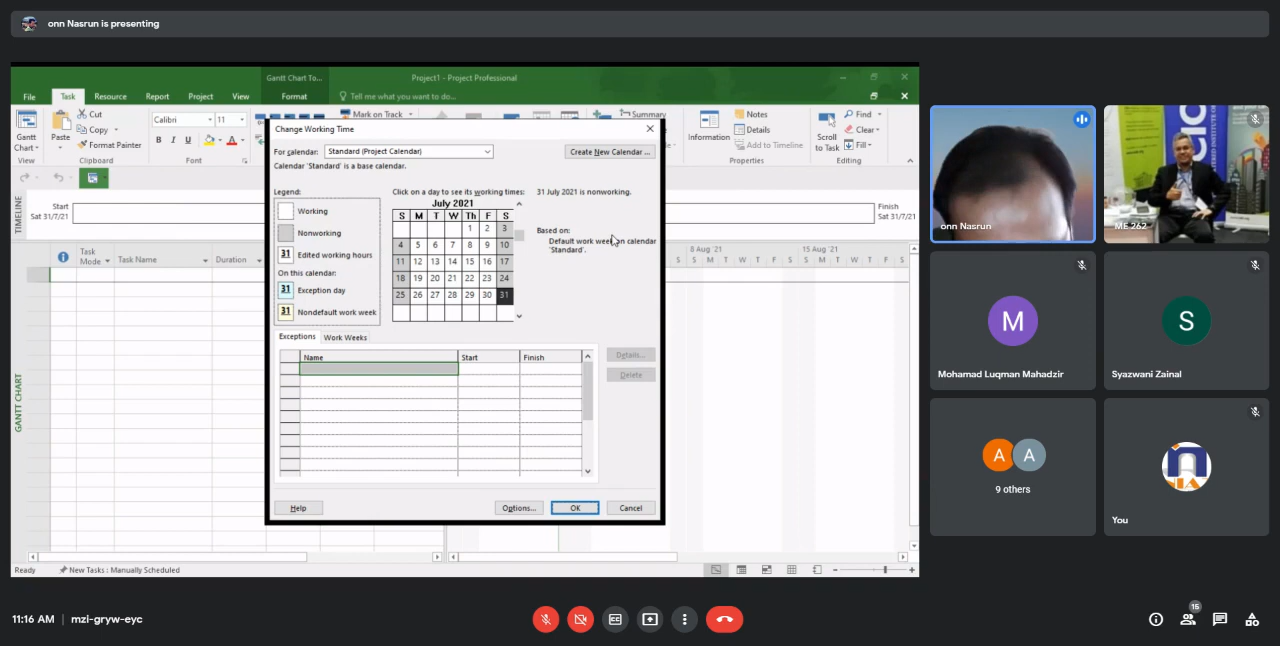 onn Nasrun is presenting
Gantt Chart To...
Project1 - Project Professional
File Task Resource Report Project View Format Tell me what you want to do...
Gantt Chart
View
Paste
Cut
Copy
Format Painter
Clipboard
Calibri 11
B I U A
Font
Mark on Track
Summary
Information
Notes
Details
Add to Timeline
Properties
Scroll to Task
Find
Clear
Fill
Editing
TIMELINE
Start
Sat 31/7/21
Finish
Sat 31/7/21
GANTT CHART
Task Mode Task Name Duration
8 Aug '21 15 Aug '21
S S M T W T F S S M T W T F S
Change Working Time
For calendar: Standard (Project Calendar)
Create New Calendar ...
Calendar 'Standard' is a base calendar.
Legend:
Working
Nonworking
31 Edited working hours
On this calendar:
31 Exception day
31 Nondefault work week
Click on a day to see its working times:
July 2021
S M T W Th F S
1 2 3
4 5 6 7 8 9 10
11 12 13 14 15 16 17
18 19 20 21 22 23 24
25 26 27 28 29 30 31
31 July 2021 is nonworking.
Based on:
Default work week on calendar
'Standard'.
Exceptions Work Weeks
Name Start Finish
Details...
Delete
Help
Options...
OK
Cancel
Ready New Tasks : Manually Scheduled
onn Nasrun
ME 262
M
Mohamad Luqman Mahadzir
S
Syazwani Zainal
A A
9 others
You
11:16 AM | mzi-gryw-eyc
15